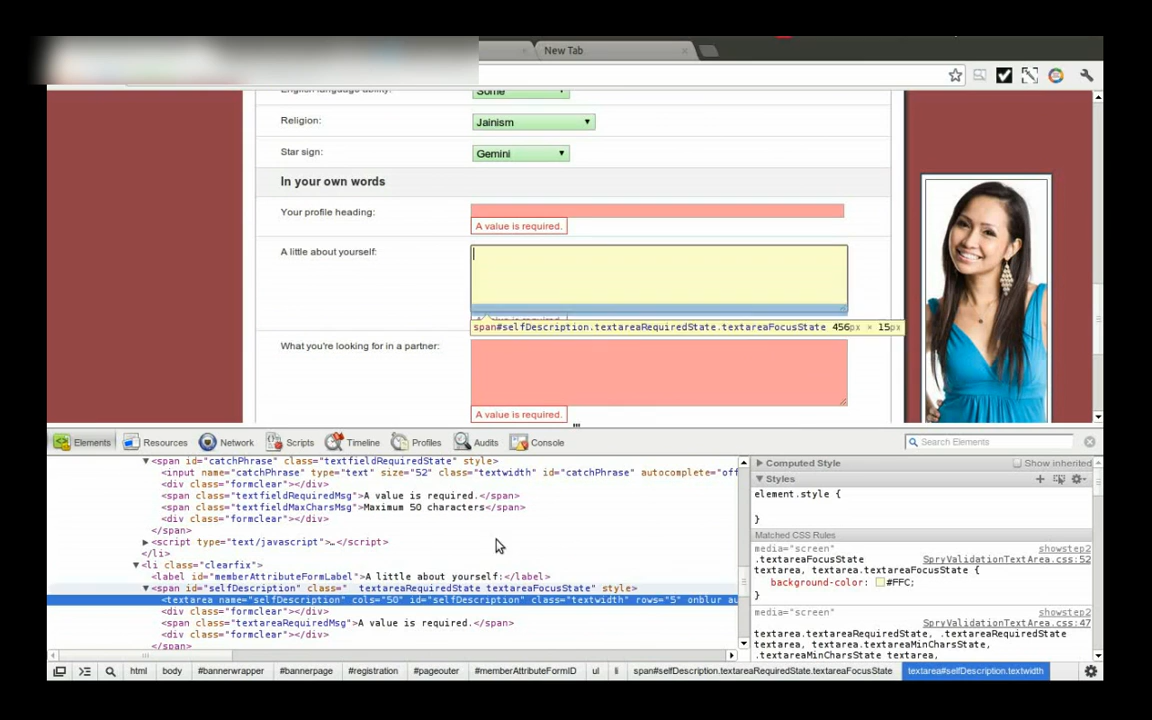 New Tab
English language ability:
Some
Religion:
Jainism
Star sign:
Gemini
In your own words
Your profile heading:
A value is required.
A little about yourself:
span#selfDescription.textareaRequiredState.textareaFocusState 456px × 15px
What you're looking for in a partner:
A value is required.
Elements
Resources
Network
Scripts
Timeline
Profiles
Audits
Console
Search Elements
▼<span id="catchPhrase" class="textfieldRequiredState" style>
<input name="catchPhrase" type="text" size="52" class="textwidth" id="catchPhrase" autocomplete="off
<div class="formclear"></div>
<span class="textfieldRequiredMsg">A value is required.</span>
<span class="textfieldMaxCharsMsg">Maximum 50 characters</span>
<div class="formclear"></div>
</span>
▶<script type="text/javascript">…</script>
</li>
▼<li class="clearfix">
<label id="memberAttributeFormLabel">A little about yourself:</label>
▼<span id="selfDescription" class="  textareaRequiredState textareaFocusState" style>
<textarea name="selfDescription" cols="50" id="selfDescription" class="textwidth" rows="5" onblur au
<div class="formclear"></div>
<span class="textareaRequiredMsg">A value is required.</span>
<div class="formclear"></div>
</span>
▶ Computed Style
Show inherited
▼ Styles
element.style {
}
Matched CSS Rules
media="screen" showstep2
.textareaFocusState SpryValidationTextArea.css:52
textarea, textarea.textareaFocusState {
background-color: #FFC;
}
media="screen" showstep2
SpryValidationTextArea.css:47
textarea.textareaRequiredState, .textareaRequiredState
textarea, textarea.textareaMinCharsState,
.textareaMinCharsState textarea,
html
body
#bannerwrapper
#bannerpage
#registration
#pageouter
#memberAttributeFormID
ul
li
span#selfDescription.textareaRequiredState.textareaFocusState
textarea#selfDescription.textwidth